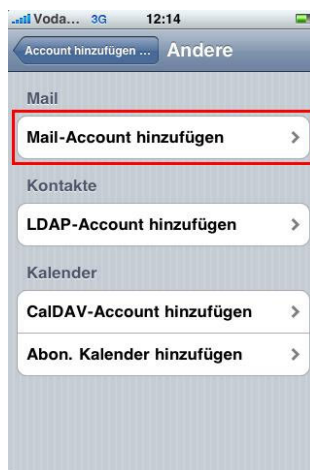 Voda... 3G 12:14
Account hinzufügen ... Andere
Mail
Mail-Account hinzufügen
Kontakte
LDAP-Account hinzufügen
Kalender
CalDAV-Account hinzufügen
Abon. Kalender hinzufügen